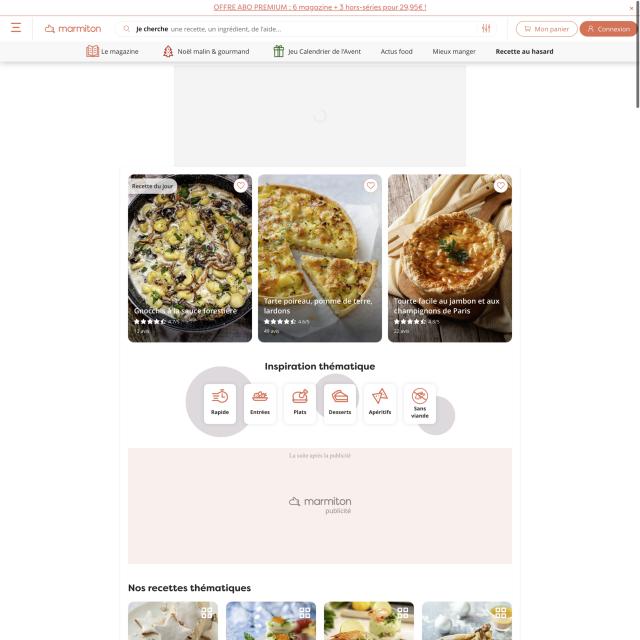 OFFRE ABO PREMIUM : 6 magazine + 3 hors-séries pour 29,95€ !
marmiton
Je cherche une recette, un ingrédient, de l'aide...
Mon panier
Connexion
Le magazine
Noël malin & gourmand
Jeu Calendrier de l'Avent
Actus food
Mieux manger
Recette au hasard
Recette du jour
Gnocchis à la sauce forestière
4.7/5
12 avis
Tarte poireau, pomme de terre,
lardons
4.6/5
49 avis
Tourte facile au jambon et aux
champignons de Paris
4.8/5
22 avis
Inspiration thématique
Rapide
Entrées
Plats
Desserts
Apéritifs
Sans
viande
La suite après la publicité
marmiton
publicité
Nos recettes thématiques